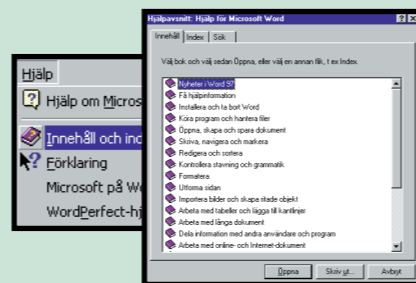 Hjälp
Hjälp om Micros
Innehåll och ind
Förklaring
Microsoft på W
WordPerfect-hj
Hjälpavsnitt: Hjälp för Microsoft Word
Innehåll
Index
Sök
Välj bok och välj sedan Öppna, eller välj en annan flik, t ex Index.
Nyheter i Word 97
Få hjälpinformation
Installera och ta bort Word
Köra program och hantera filer
Öppna, skapa och spara dokument
Skriva, navigera och markera
Redigera och sortera
Kontrollera stavning och grammatik
Formatera
Utforma sidan
Importera bilder och skapa ritade objekt
Arbeta med tabeller och lägga till kantlinjer
Arbeta med långa dokument
Dela information med andra användare och program
Arbeta med online- och Internet-dokument
Öppna
Skriv ut...
Avbryt